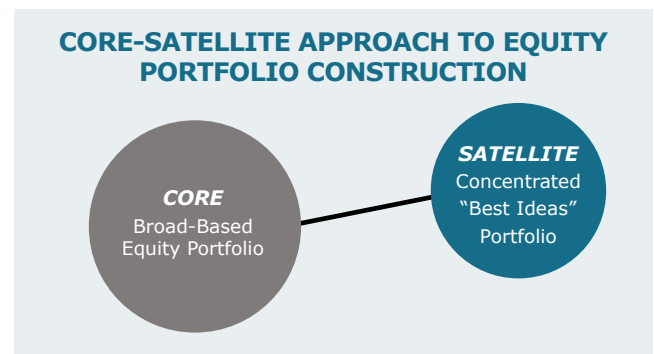 CORE-SATELLITE APPROACH TO EQUITY
PORTFOLIO CONSTRUCTION
CORE
Broad-Based
Equity Portfolio
SATELLITE
Concentrated
“Best Ideas”
Portfolio